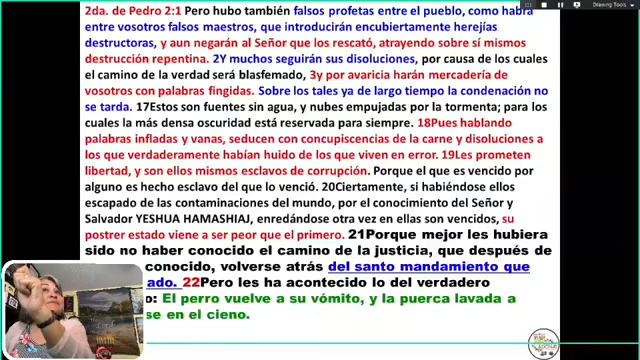 2da. de Pedro 2:1 Pero hubo también falsos profetas entre el pueblo, como habrá
entre vosotros falsos maestros, que introducirán encubiertamente herejías
destructoras, y aun negarán al Señor que los rescató, atrayendo sobre sí mismos
destrucción repentina. 2Y muchos seguirán sus disoluciones, por causa de los cuales
el camino de la verdad será blasfemado, 3y por avaricia harán mercadería de
vosotros con palabras fingidas. Sobre los tales ya de largo tiempo la condenación no
se tarda. 17Estos son fuentes sin agua, y nubes empujadas por la tormenta; para los
cuales la más densa oscuridad está reservada para siempre. 18Pues hablando
palabras infladas y vanas, seducen con concupiscencias de la carne y disoluciones a
los que verdaderamente habían huido de los que viven en error. 19Les prometen
libertad, y son ellos mismos esclavos de corrupción. Porque el que es vencido por
alguno es hecho esclavo del que lo venció. 20Ciertamente, si habiéndose ellos
escapado de las contaminaciones del mundo, por el conocimiento del Señor y
Salvador YESHUA HAMASHIAJ, enredándose otra vez en ellas son vencidos, su
postrer estado viene a ser peor que el primero. 21Porque mejor les hubiera
sido no haber conocido el camino de la justicia, que después de
conocido, volverse atrás del santo mandamiento que
ado. 22Pero les ha acontecido lo del verdadero
o: El perro vuelve a su vómito, y la puerca lavada a
se en el cieno.
Drawing Tools